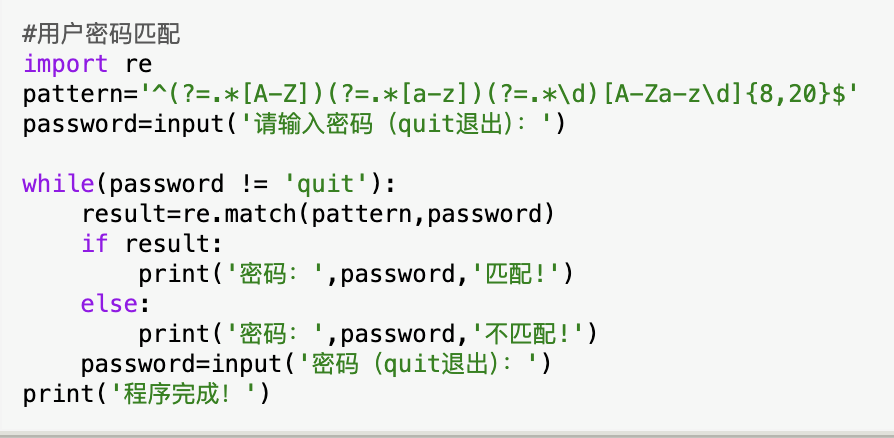 #用户密码匹配
import re
pattern='^(?=.*[A-Z])(?=.*[a-z])(?=.*\d)[A-Za-z\d]{8,20}$'
password=input('请输入密码（quit退出）：')
while(password != 'quit'):
    result=re.match(pattern,password)
    if result:
        print('密码：',password,'匹配!')
    else:
        print('密码：',password,'不匹配!')
    password=input('密码（quit退出）：')
print('程序完成！')